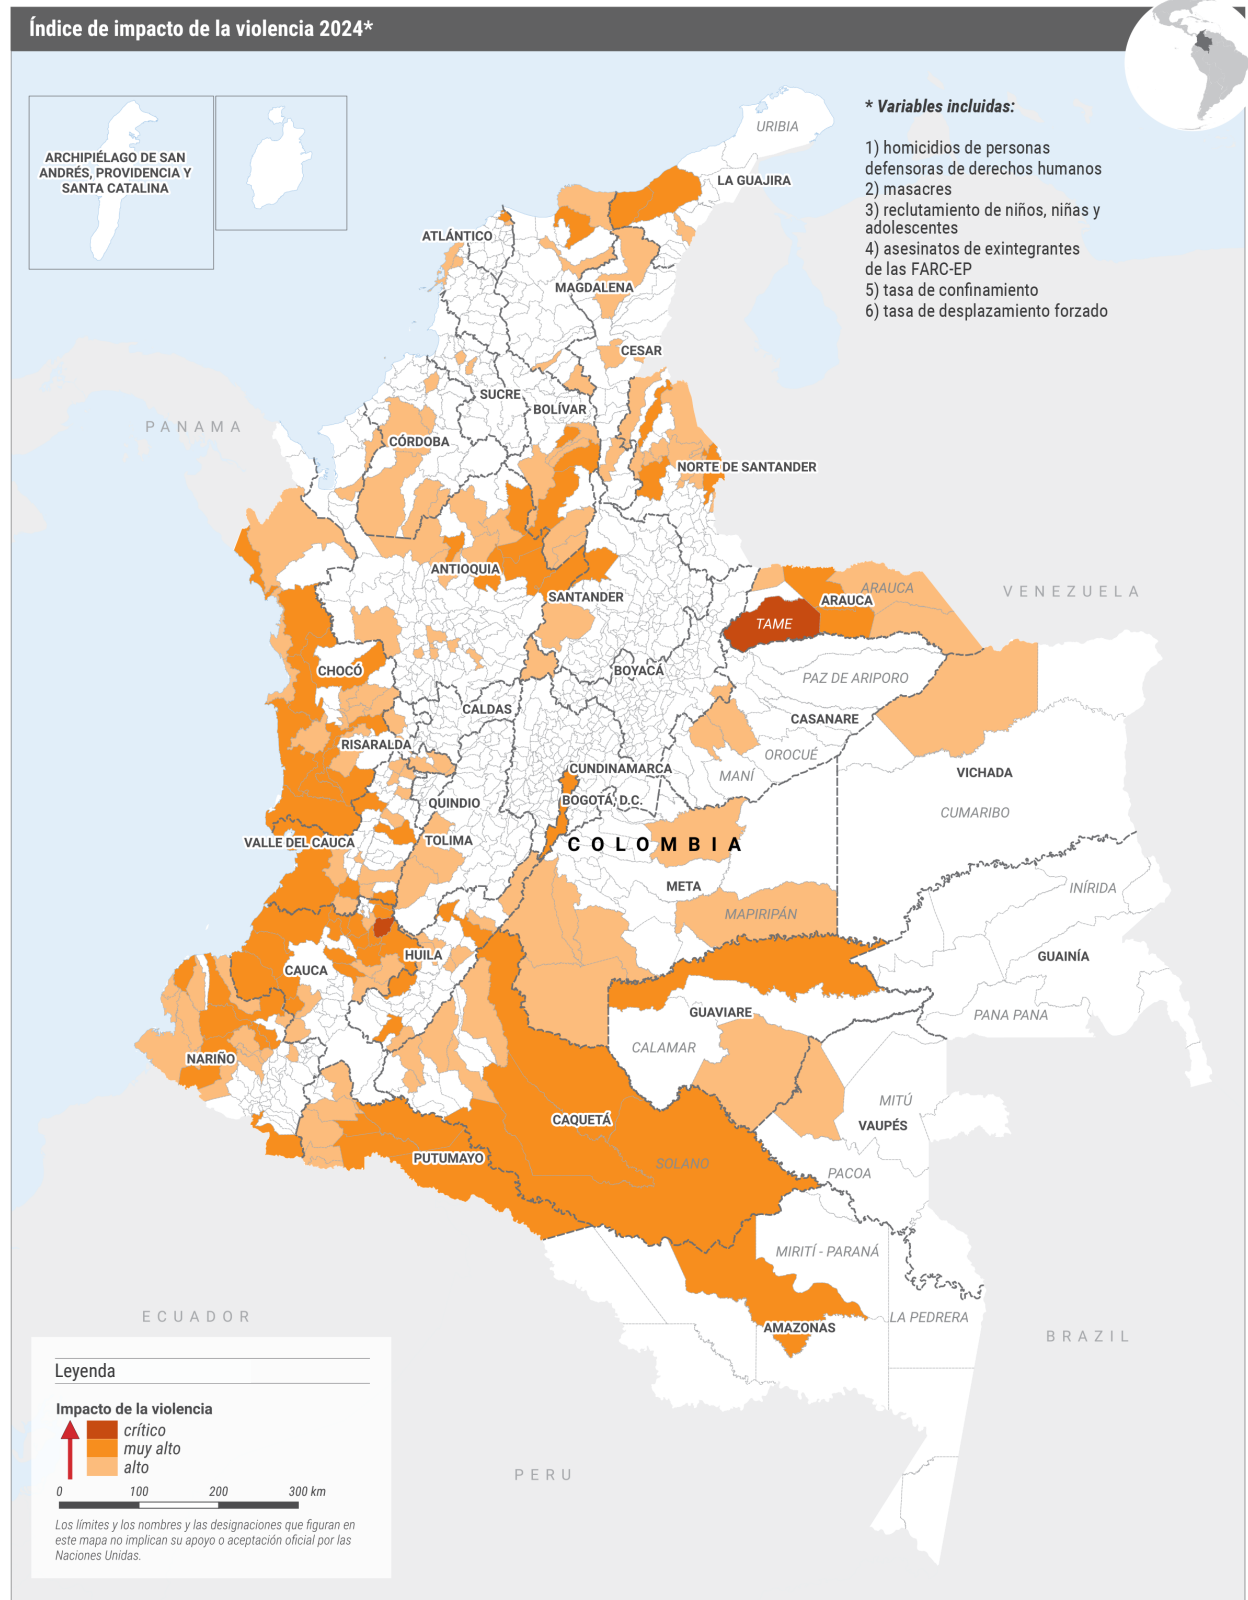 Índice de impacto de la violencia 2024*
* Variables incluidas:
1) homicidios de personas
defensoras de derechos humanos
2) masacres
3) reclutamiento de niños, niñas y
adolescentes
4) asesinatos de exintegrantes
de las FARC-EP
5) tasa de confinamiento
6) tasa de desplazamiento forzado
ARCHIPIÉLAGO DE SAN
ANDRÉS, PROVIDENCIA Y
SANTA CATALINA
URIBIA
LA GUAJIRA
ATLÁNTICO
MAGDALENA
CESAR
SUCRE
BOLÍVAR
PANAMA
CÓRDOBA
NORTE DE SANTANDER
ANTIOQUIA
SANTANDER
ARAUCA
ARAUCA
VENEZUELA
TAME
CHOCÓ
BOYACÁ
PAZ DE ARIPORO
CALDAS
CASANARE
RISARALDA
OROCUÉ
CUNDINAMARCA
MANÍ
VICHADA
QUINDIO
BOGOTÁ, D.C.
CUMARIBO
VALLE DEL CAUCA
TOLIMA
COLOMBIA
META
INÍRIDA
MAPIRIPÁN
HUILA
GUAINÍA
CAUCA
GUAVIARE
PANA PANA
CALAMAR
NARIÑO
MITÚ
CAQUETÁ
VAUPÉS
PUTUMAYO
SOLANO
PACOA
MIRITÍ - PARANÁ
ECUADOR
LA PEDRERA
AMAZONAS
BRAZIL
PERU
Leyenda
Impacto de la violencia
crítico
muy alto
alto
0 100 200 300 km
Los límites y los nombres y las designaciones que figuran en
este mapa no implican su apoyo o aceptación oficial por las
Naciones Unidas.